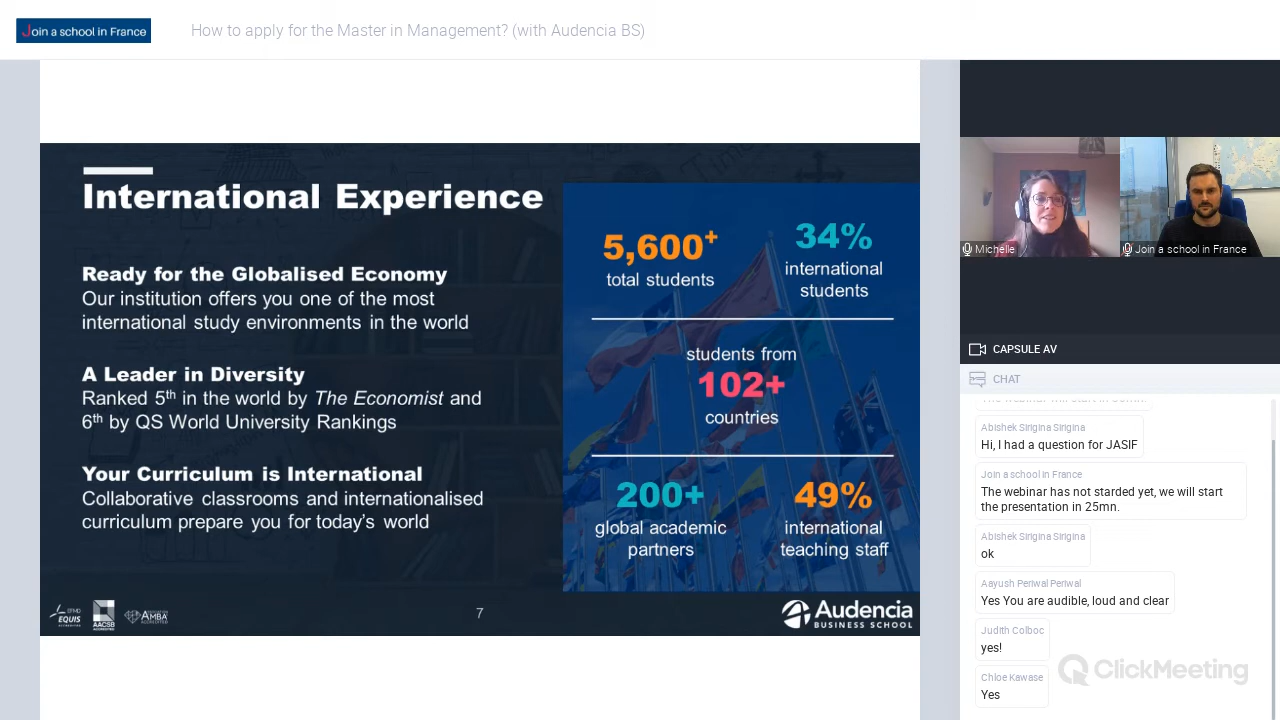 Join a school in France
How to apply for the Master in Management? (with Audencia BS)
International Experience
Ready for the Globalised Economy
Our institution offers you one of the most
international study environments in the world
A Leader in Diversity
Ranked 5th in the world by The Economist and
6th by QS World University Rankings
Your Curriculum is International
Collaborative classrooms and internationalised
curriculum prepare you for today's world
5,600+
total students
34%
international
students
students from
102+
countries
200+
global academic
partners
49%
international
teaching staff
EFMD
EQUIS
AACSB
ACCREDITED
AMBA
ACCREDITED
7
Audencia
BUSINESS SCHOOL
Michelle
Join a school in France
CAPSULE AV
CHAT
Abishek Sirigina Sirigina
Hi, I had a question for JASIF
Join a school in France
The webinar has not starded yet, we will start
the presentation in 25mn.
Abishek Sirigina Sirigina
ok
Aayush Periwal Periwal
Yes You are audible, loud and clear
Judith Colboc
yes!
Chloe Kawase
Yes
ClickMeeting